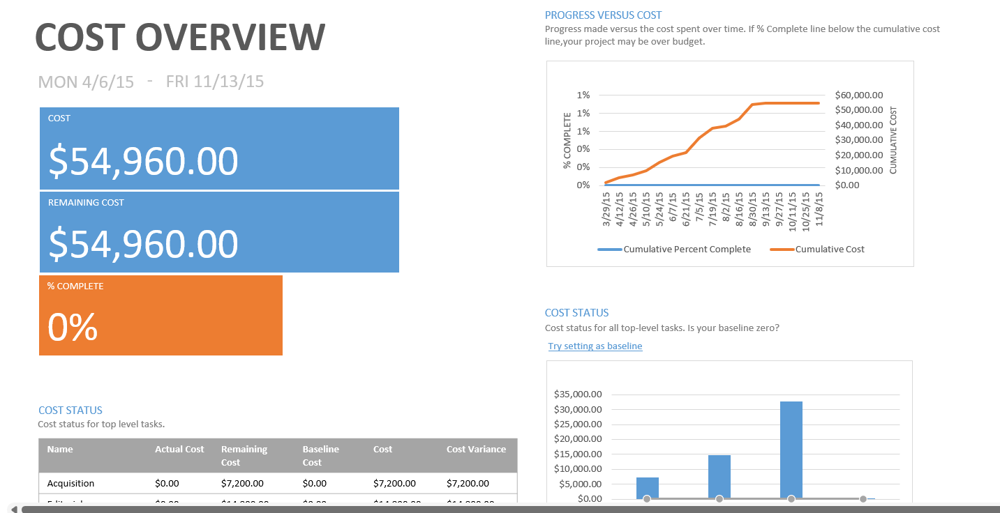 COST OVERVIEW
MON 4/6/15 - FRI 11/13/15
COST
$54,960.00
REMAINING COST
$54,960.00
% COMPLETE
0%
COST STATUS
Cost status for top level tasks.
Name Actual Cost Remaining Cost Baseline Cost Cost Cost Variance
Acquisition $0.00 $7,200.00 $0.00 $7,200.00 $7,200.00
PROGRESS VERSUS COST
Progress made versus the cost spent over time. If % Complete line below the cumulative cost
line,your project may be over budget.
% COMPLETE
1%
1%
1%
0%
0%
0%
$60,000.00
$50,000.00
$40,000.00
$30,000.00
$20,000.00
$10,000.00
$0.00
CUMULATIVE COST
3/29/15
4/12/15
4/26/15
5/10/15
5/24/15
6/7/15
6/21/15
7/5/15
7/19/15
8/2/15
8/16/15
8/30/15
9/13/15
9/27/15
10/11/15
10/25/15
11/8/15
Cumulative Percent Complete Cumulative Cost
COST STATUS
Cost status for all top-level tasks. Is your baseline zero?
Try setting as baseline
$35,000.00
$30,000.00
$25,000.00
$20,000.00
$15,000.00
$10,000.00
$5,000.00
$0.00